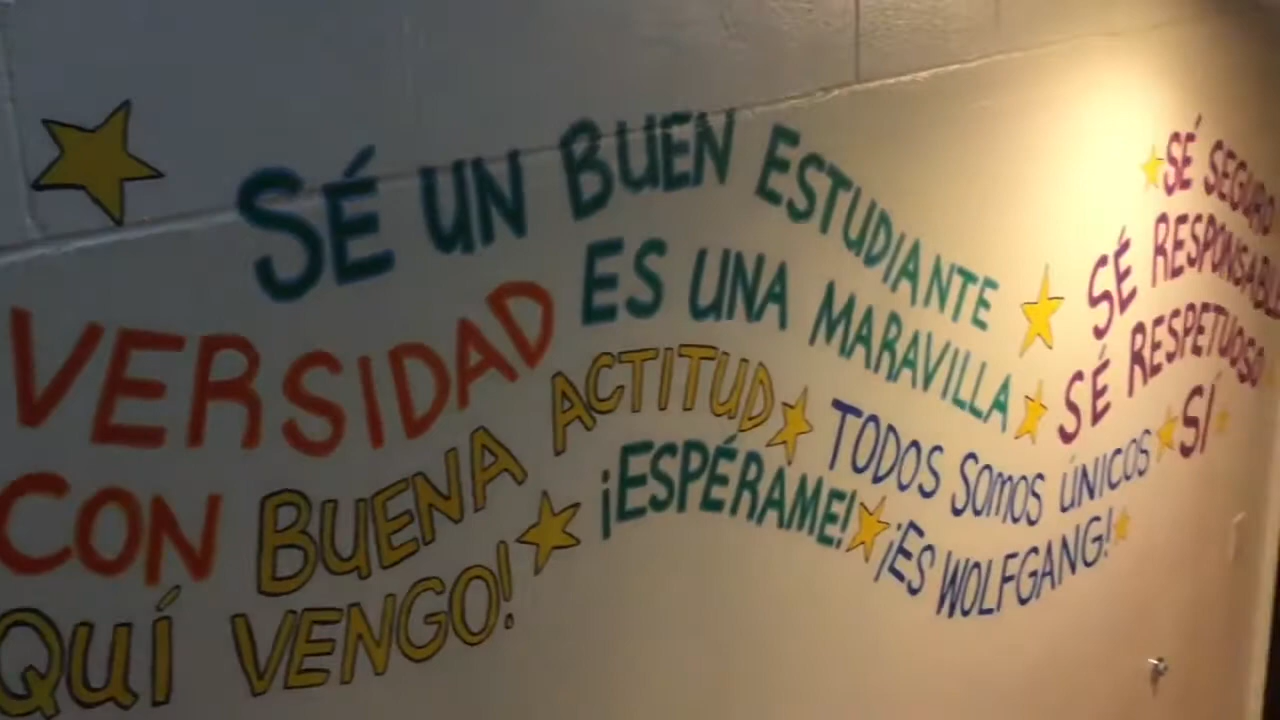 SÉ UN BUEN ESTUDIANTE SÉ SEGURO
VERSIDAD ES UNA MARAVILLA SÉ RESPONSABLE
CON BUENA ACTITUD TODOS SOMOS ÚNICOS SÉ RESPETUOSO
QUÍ VENGO! ¡ESPÉRAME! ¡ES WOLFGANG! SÍ